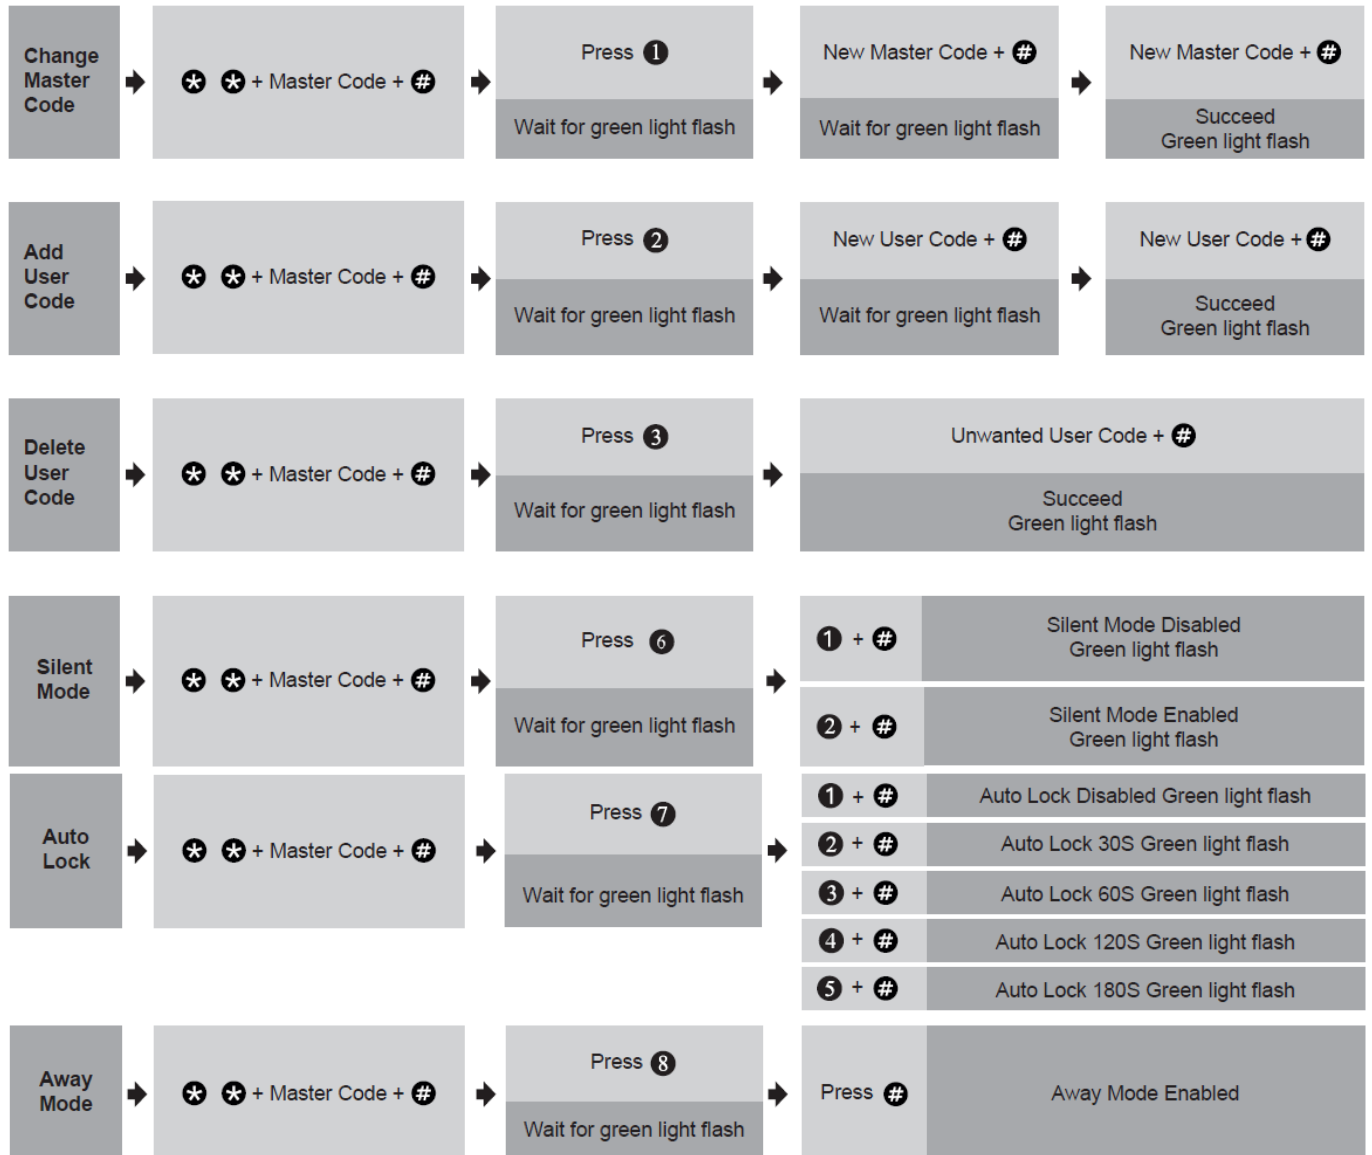 Change
Master
Code
* * + Master Code + #
Press 1
Wait for green light flash
New Master Code + #
Wait for green light flash
New Master Code + #
Succeed
Green light flash
Add
User
Code
* * + Master Code + #
Press 2
Wait for green light flash
New User Code + #
Wait for green light flash
New User Code + #
Succeed
Green light flash
Delete
User
Code
* * + Master Code + #
Press 3
Wait for green light flash
Unwanted User Code + #
Succeed
Green light flash
Silent
Mode
* * + Master Code + #
Press 6
Wait for green light flash
1 + #
Silent Mode Disabled
Green light flash
2 + #
Silent Mode Enabled
Green light flash
Auto
Lock
* * + Master Code + #
Press 7
Wait for green light flash
1 + # Auto Lock Disabled Green light flash
2 + # Auto Lock 30S Green light flash
3 + # Auto Lock 60S Green light flash
4 + # Auto Lock 120S Green light flash
5 + # Auto Lock 180S Green light flash
Away
Mode
* * + Master Code + #
Press 8
Wait for green light flash
Press #
Away Mode Enabled